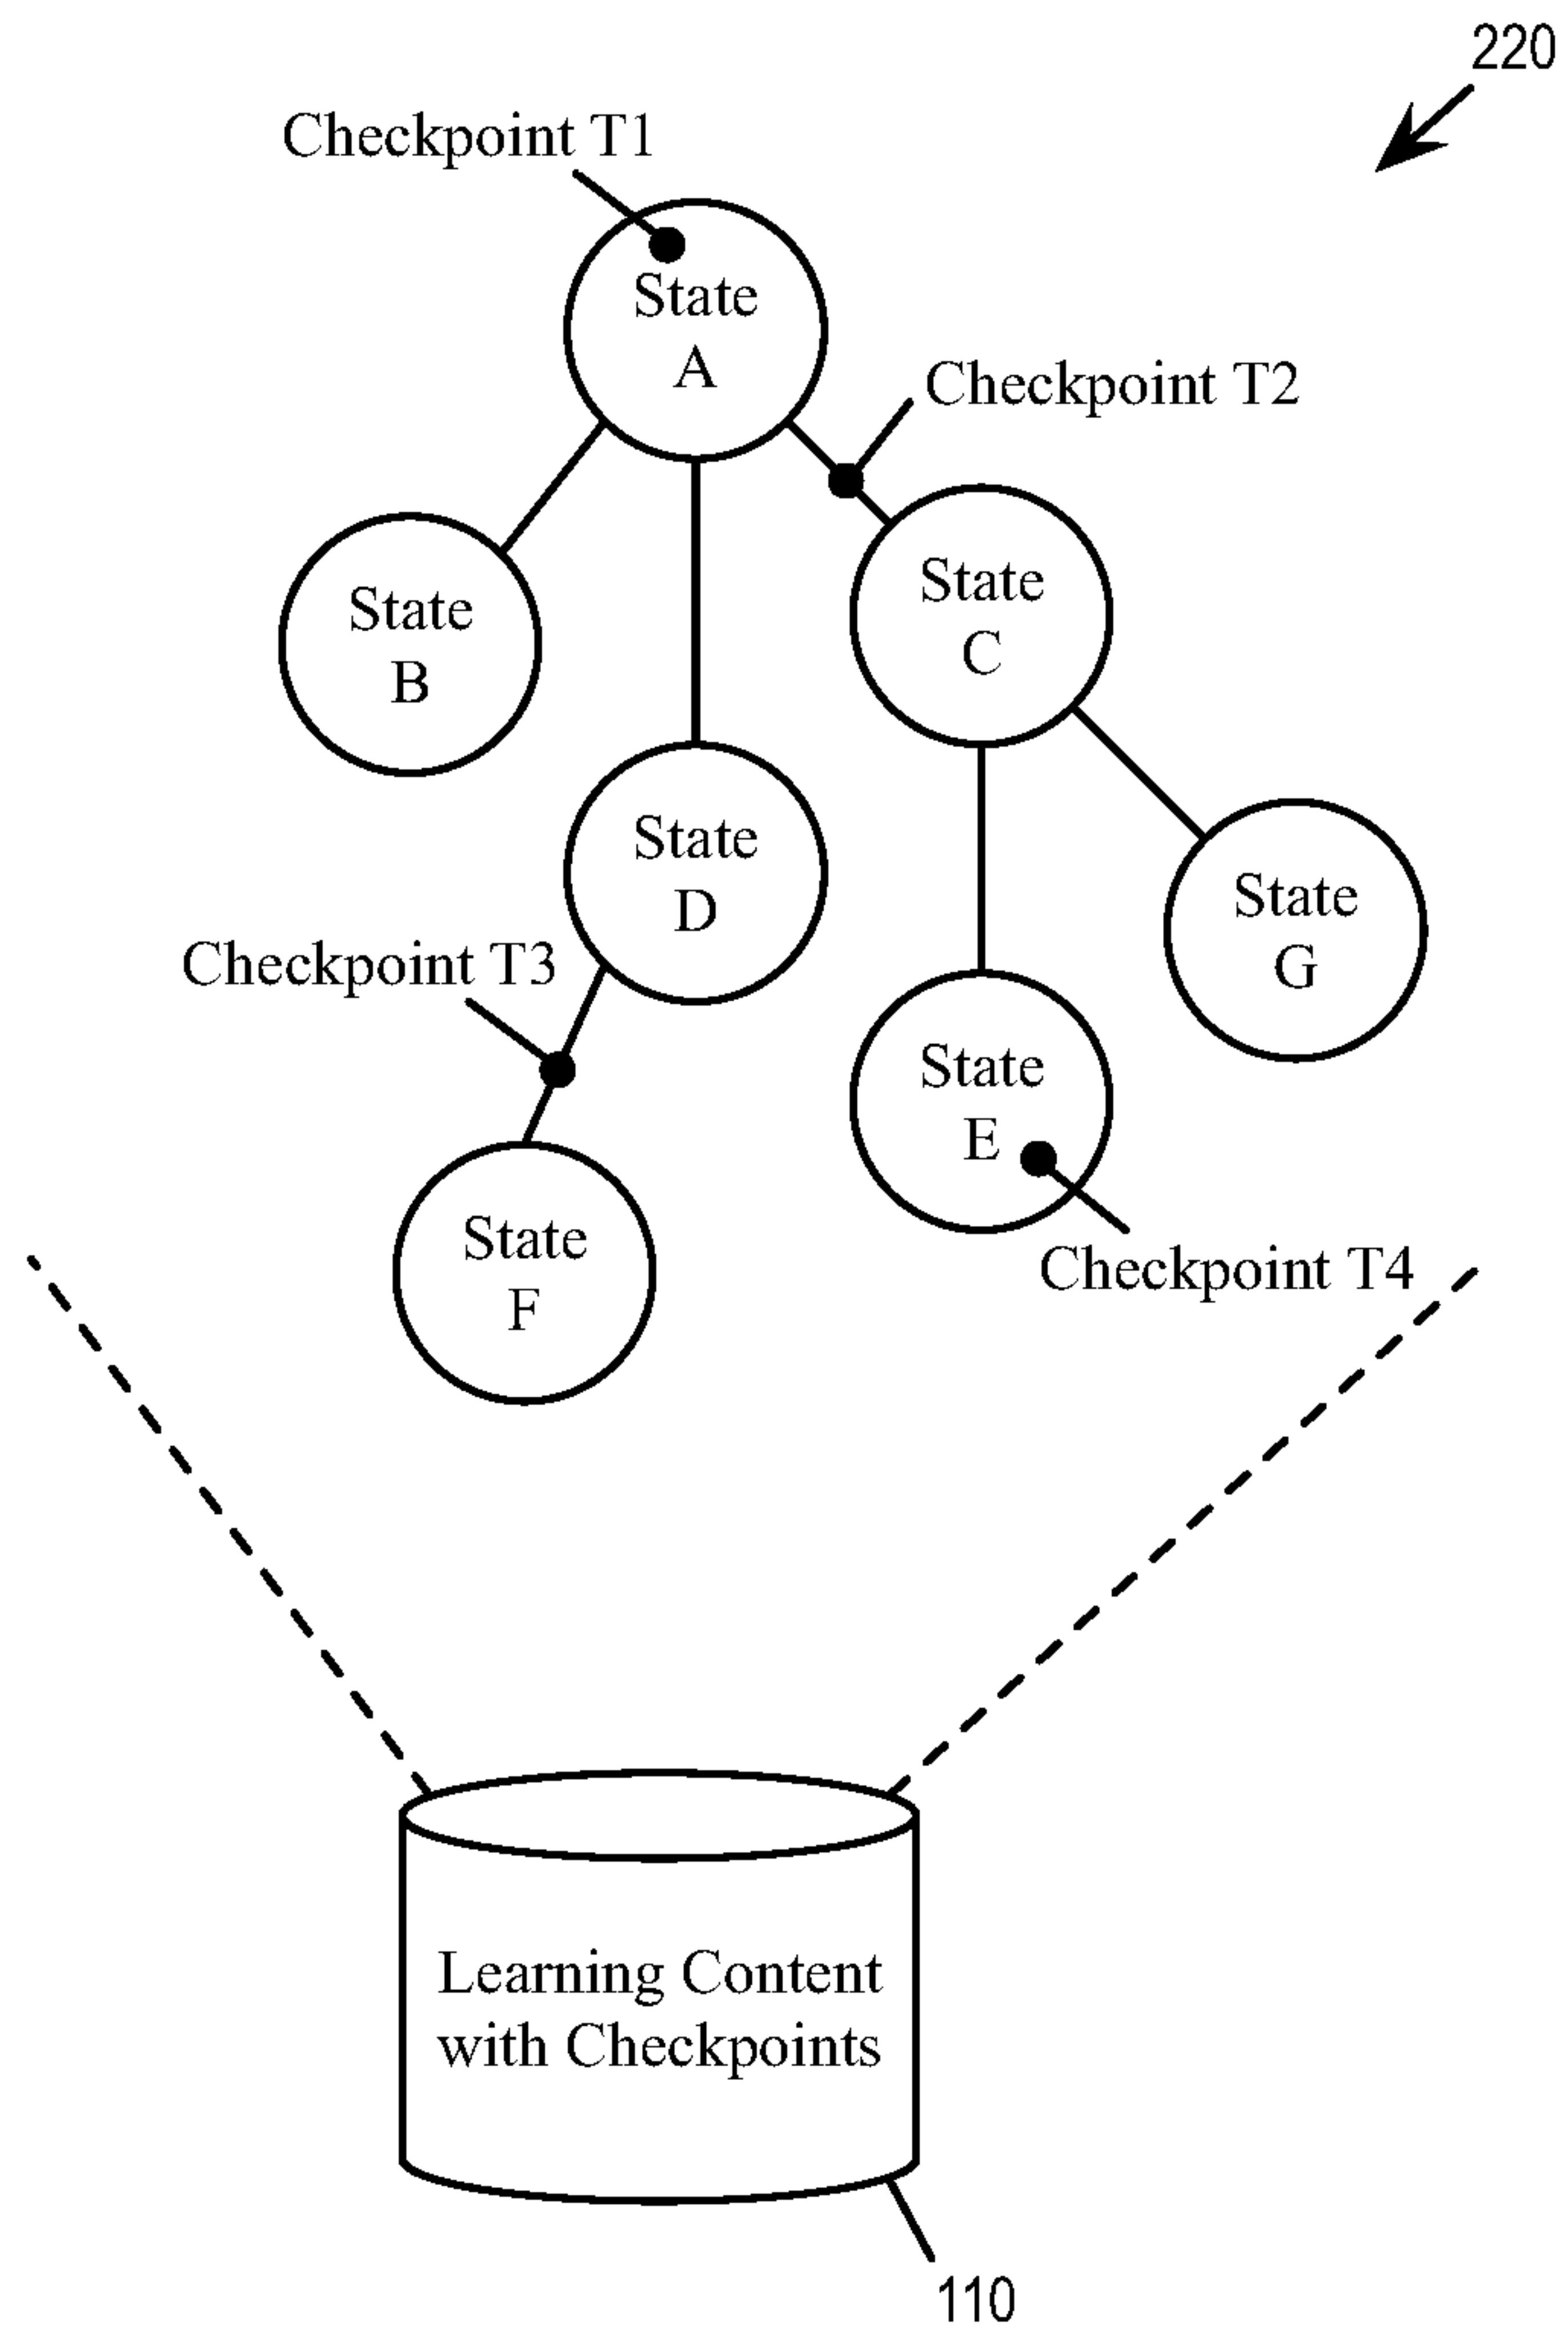 220
Checkpoint T1
State
A
Checkpoint T2
State
C
State
B
State
D
State
G
Checkpoint T3
State
E
Checkpoint T4
State
F
Learning Content
with Checkpoints
110